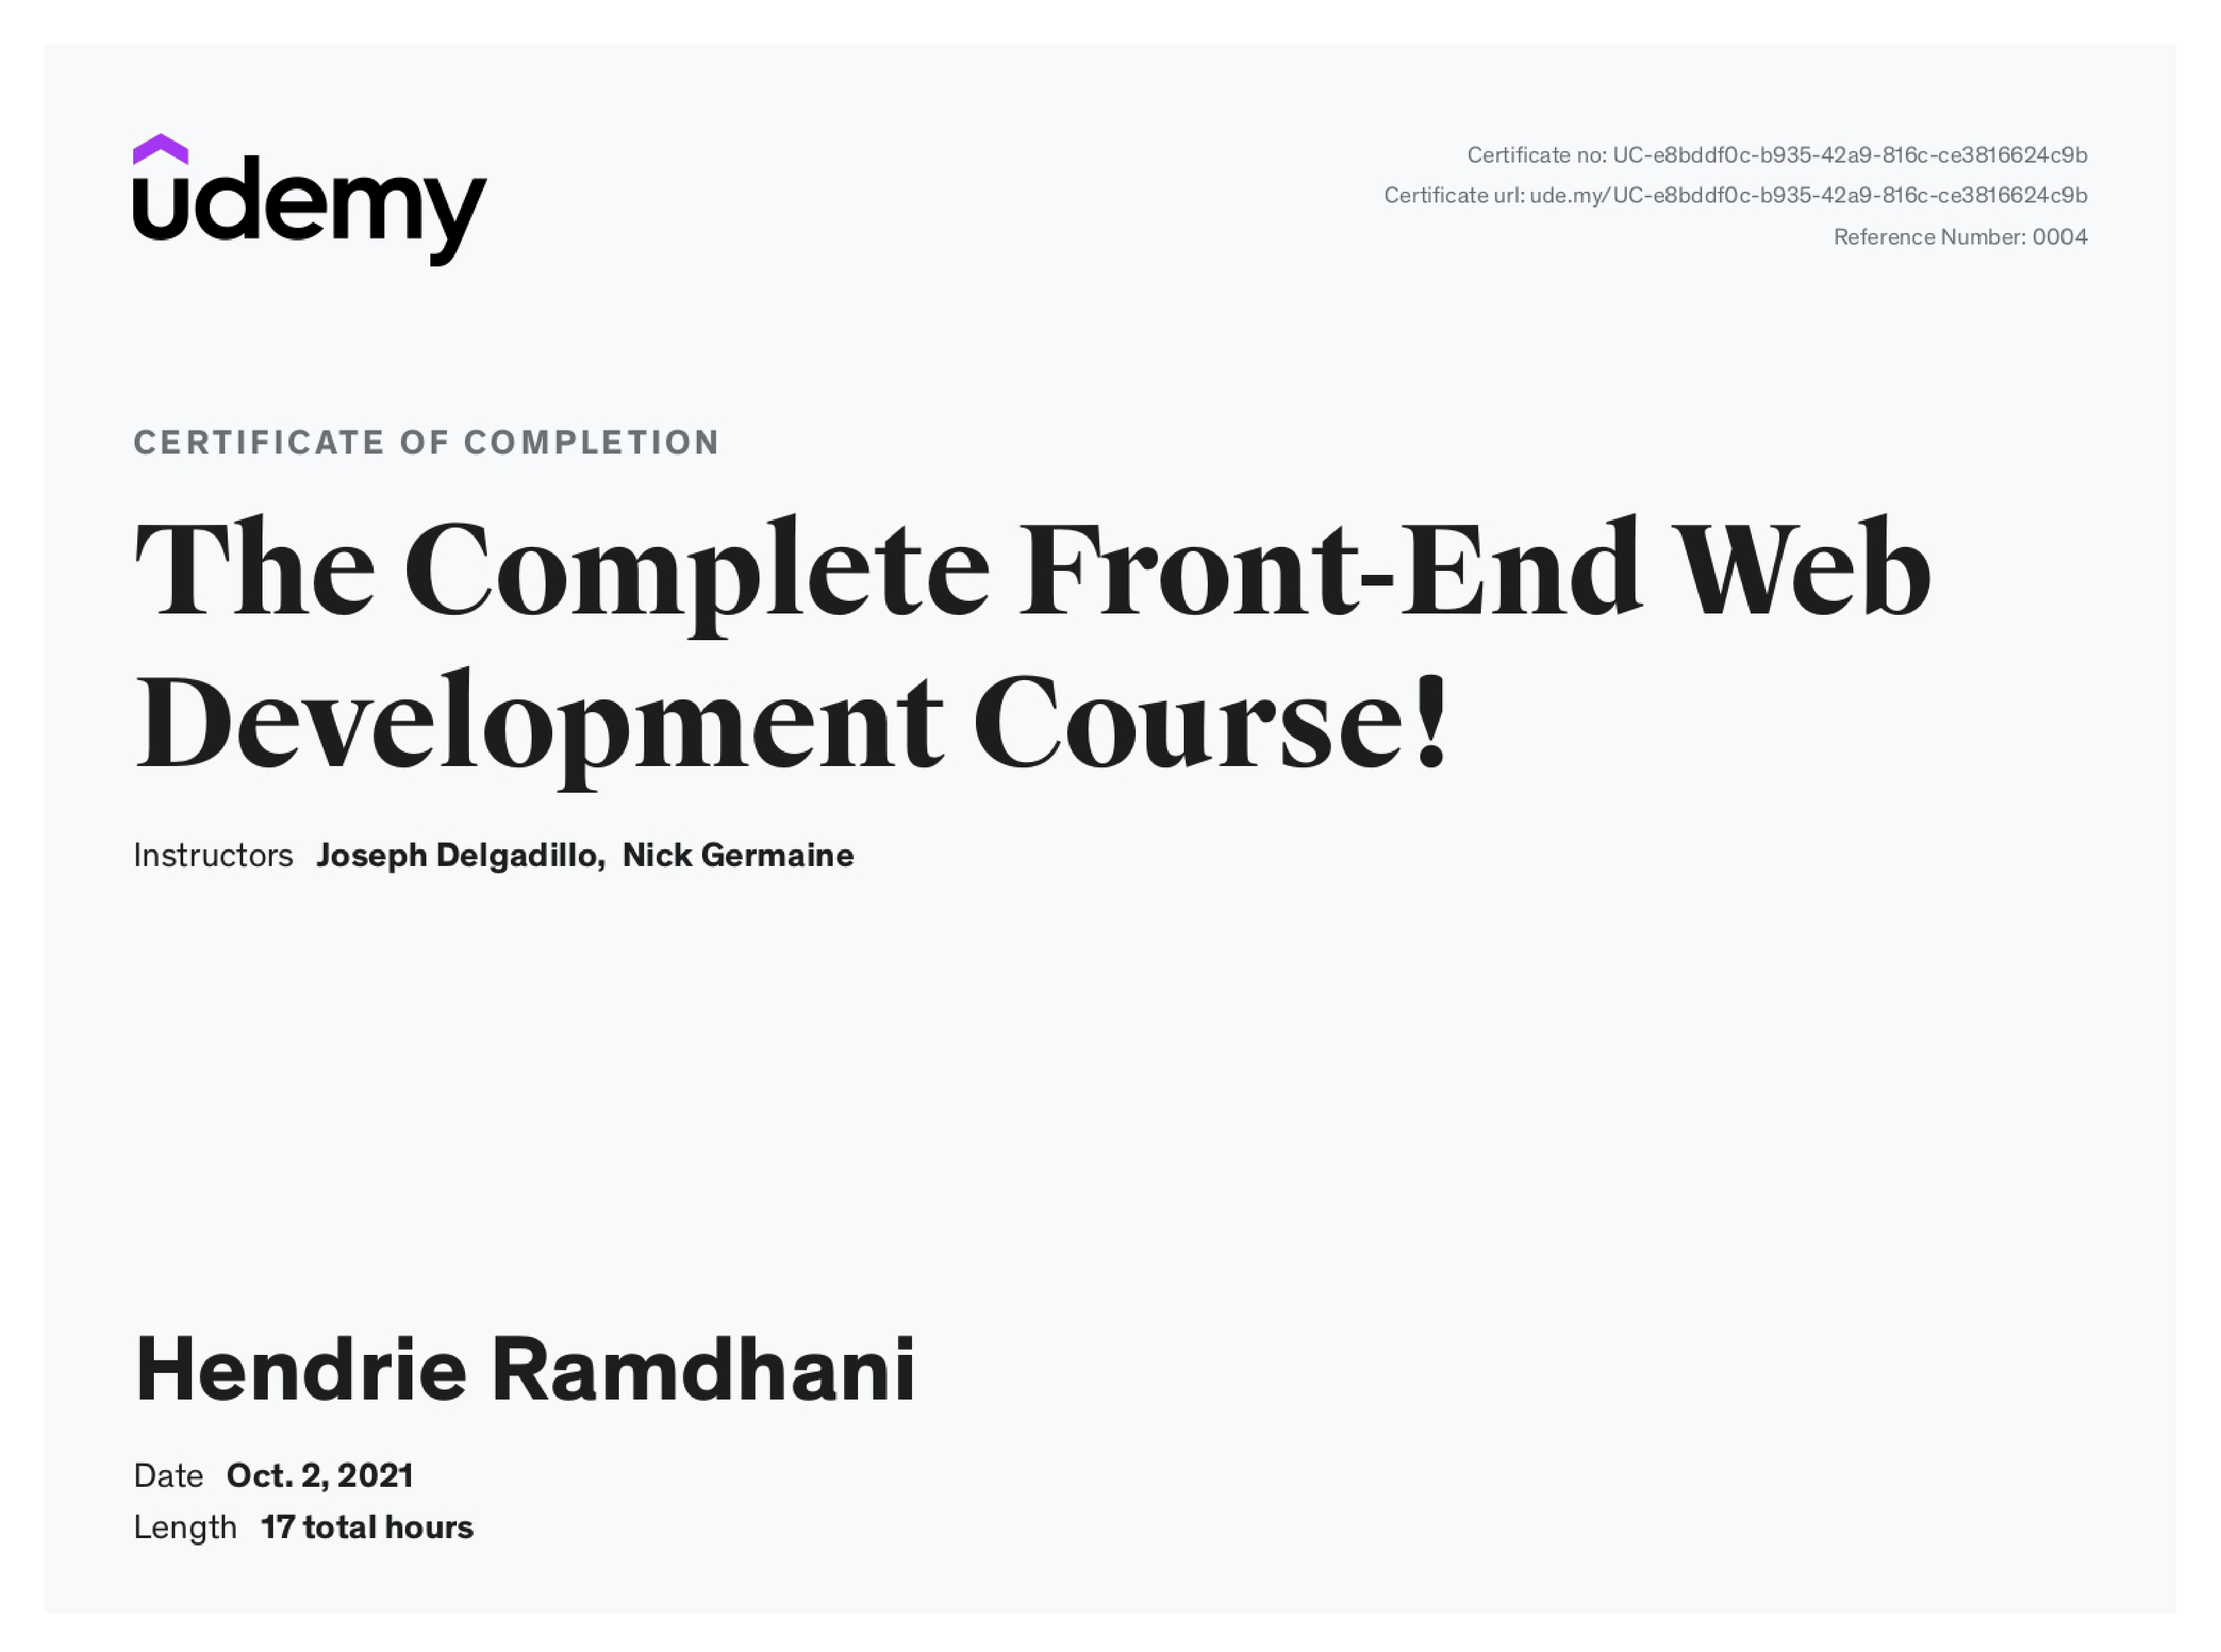 udemy
Certificate no: UC-e8bddf0c-b935-42a9-816c-ce3816624c9b
Certificate url: ude.my/UC-e8bddf0c-b935-42a9-816c-ce3816624c9b
Reference Number: 0004
CERTIFICATE OF COMPLETION
The Complete Front-End Web
Development Course!
Instructors Joseph Delgadillo, Nick Germaine
Hendrie Ramdhani
Date Oct. 2, 2021
Length 17 total hours